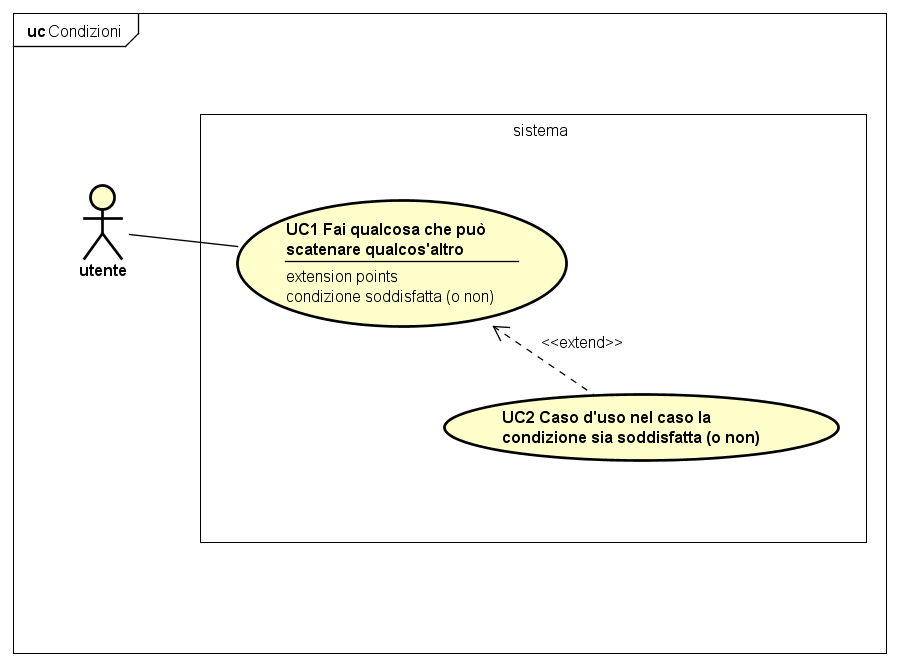 uc Condizioni
sistema
utente
UC1 Fai qualcosa che può
scatenare qualcos'altro
extension points
condizione soddisfatta (o non)
<<extend>>
UC2 Caso d'uso nel caso la
condizione sia soddisfatta (o non)